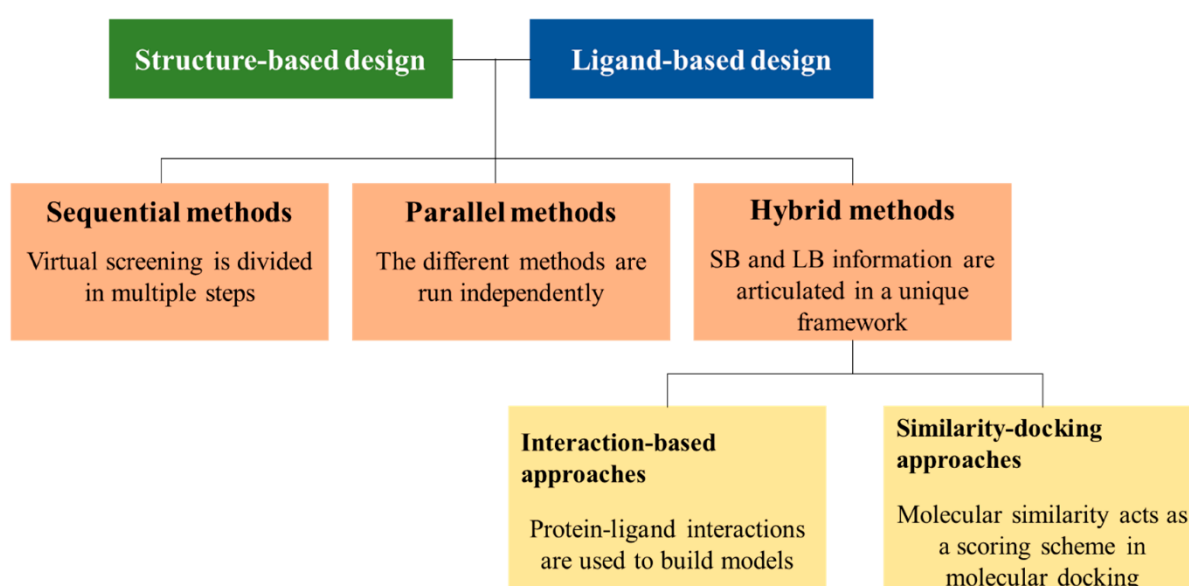 Structure-based design
Ligand-based design
Sequential methods
Virtual screening is divided
in multiple steps
Parallel methods
The different methods are
run independently
Hybrid methods
SB and LB information are
articulated in a unique
framework
Interaction-based
approaches
Protein-ligand interactions
are used to build models
Similarity-docking
approaches
Molecular similarity acts as
a scoring scheme in
molecular docking